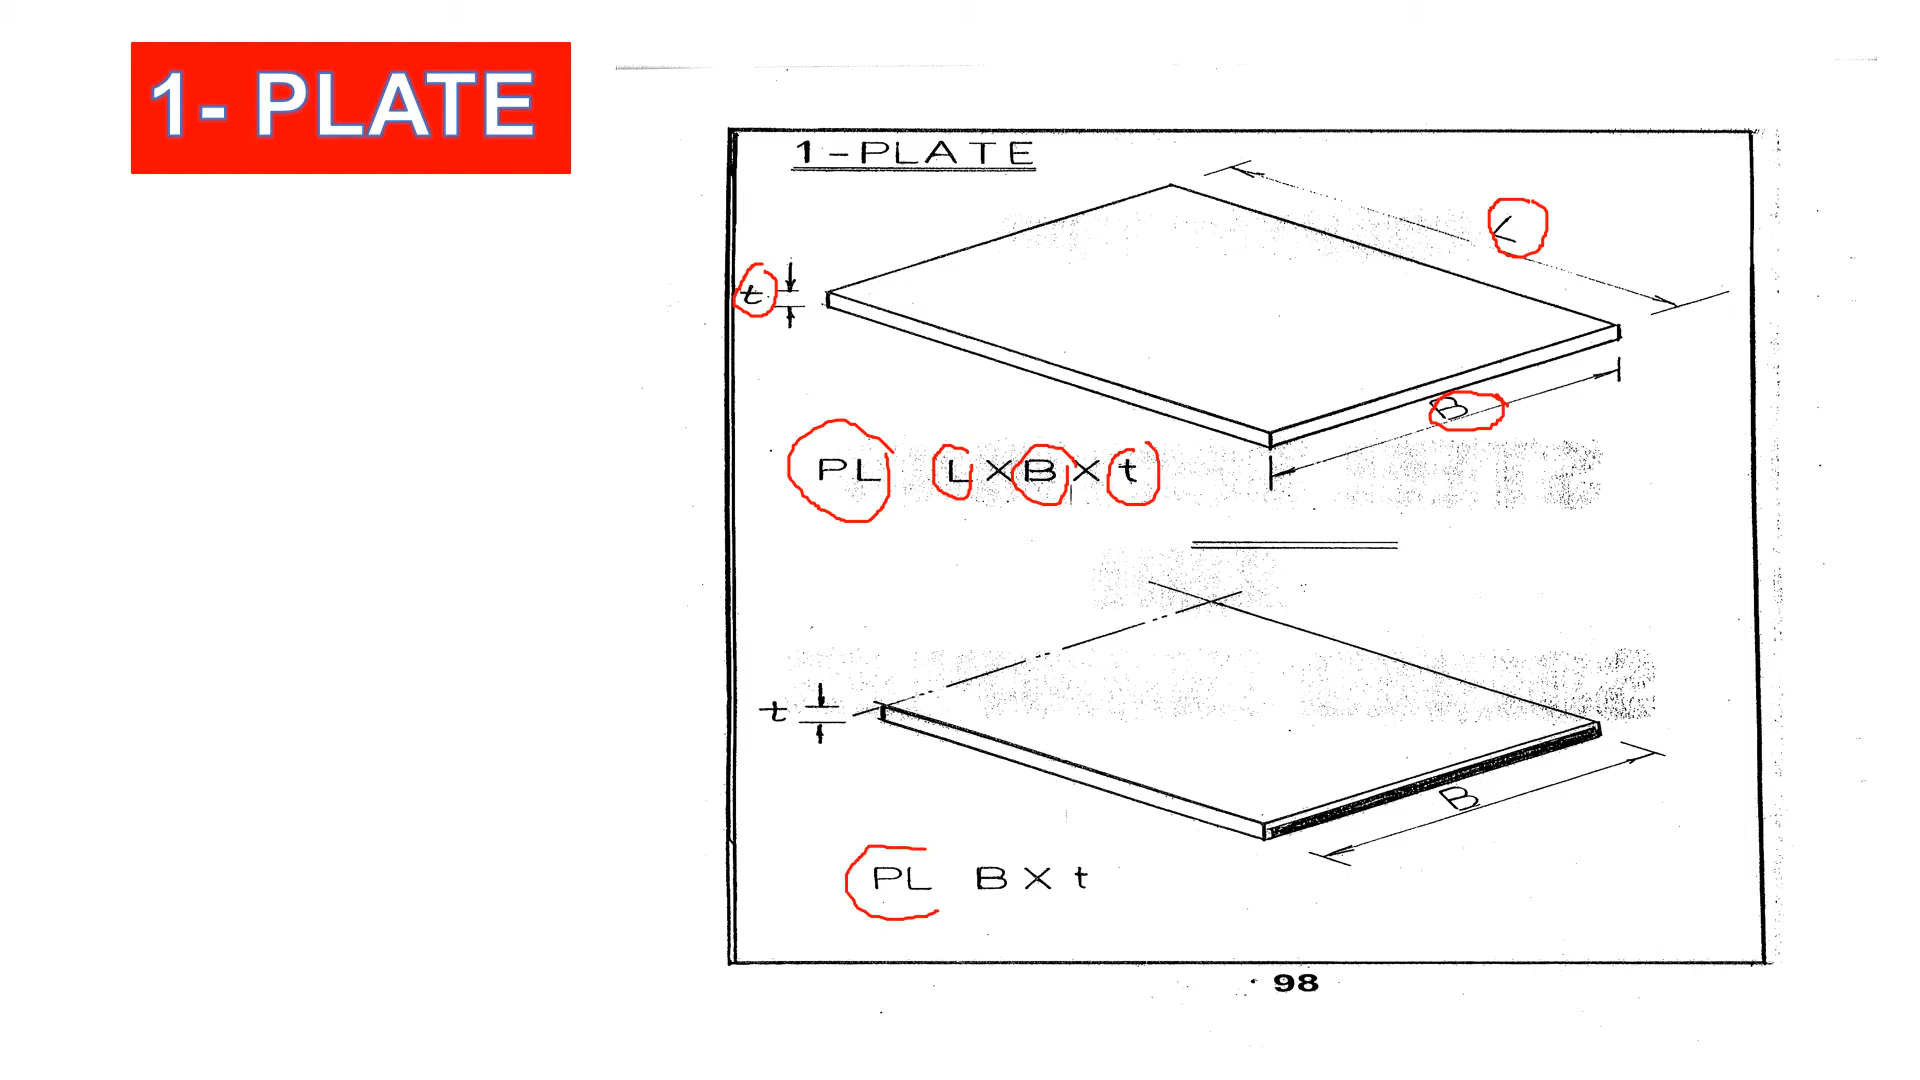 1- PLATE
1-PLATE
L
t
B
PL L X B X t
t
B
PL B X t
98